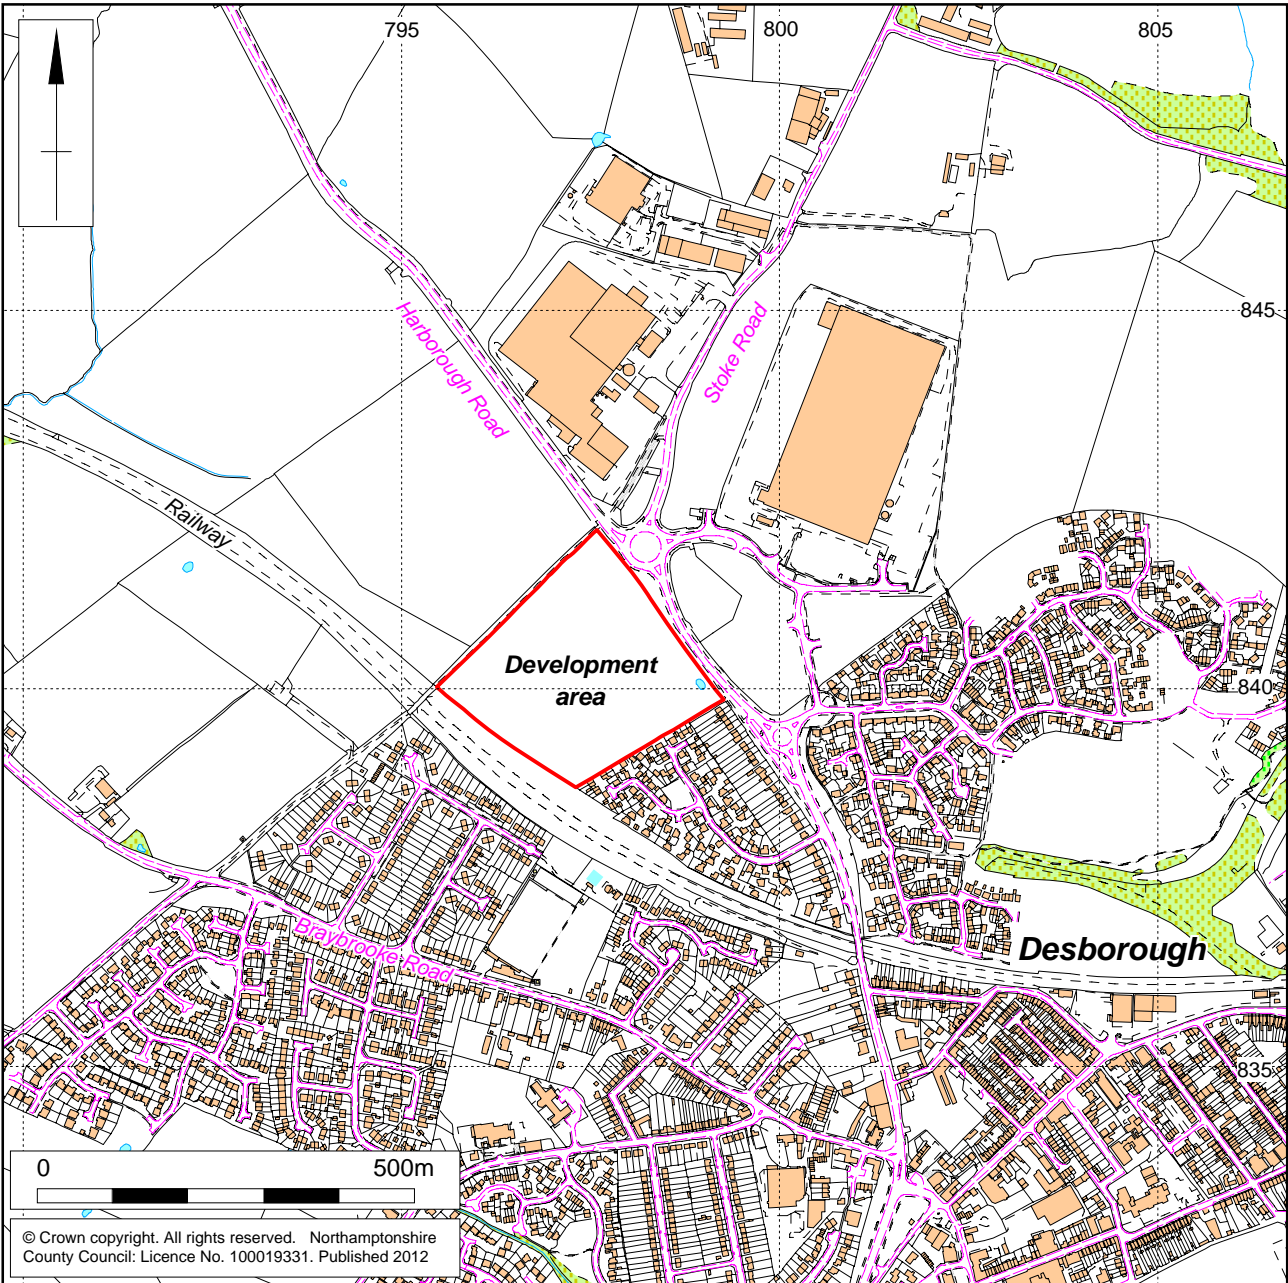 795
800
805
845
Harborough Road
Stoke Road
Railway
Development
area
840
Braybrooke Road
Desborough
835
0
500m
© Crown copyright. All rights reserved. Northamptonshire
County Council: Licence No. 100019331. Published 2012